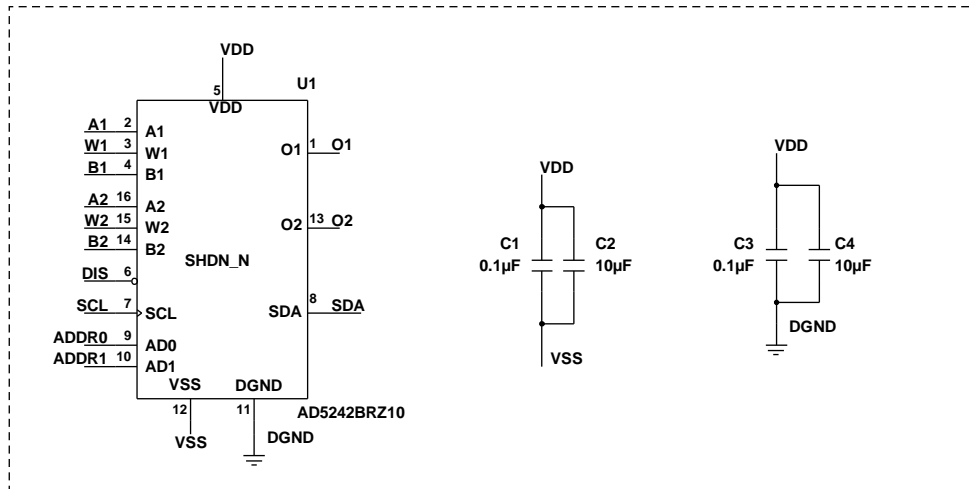 VDD
U1
5
VDD
A1 2 A1
W1 3 W1
B1 4 B1
O1 1 O1
A2 16 A2
W2 15 W2
B2 14 B2
O2 13 O2
SHDN_N
DIS 6
SCL 7 SCL
SDA 8 SDA
ADDR0 9 AD0
ADDR1 10 AD1
VSS DGND
12 11 AD5242BRZ10
VSS DGND
VDD
C1 C2
0.1µF 10µF
VSS
VDD
C3 C4
0.1µF 10µF
DGND